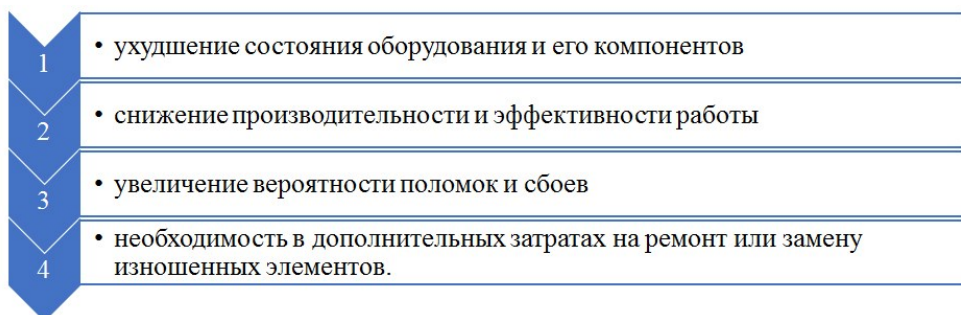 1
• ухудшение состояния оборудования и его компонентов
2
• снижение производительности и эффективности работы
3
• увеличение вероятности поломок и сбоев
4
• необходимость в дополнительных затратах на ремонт или замену
изношенных элементов.